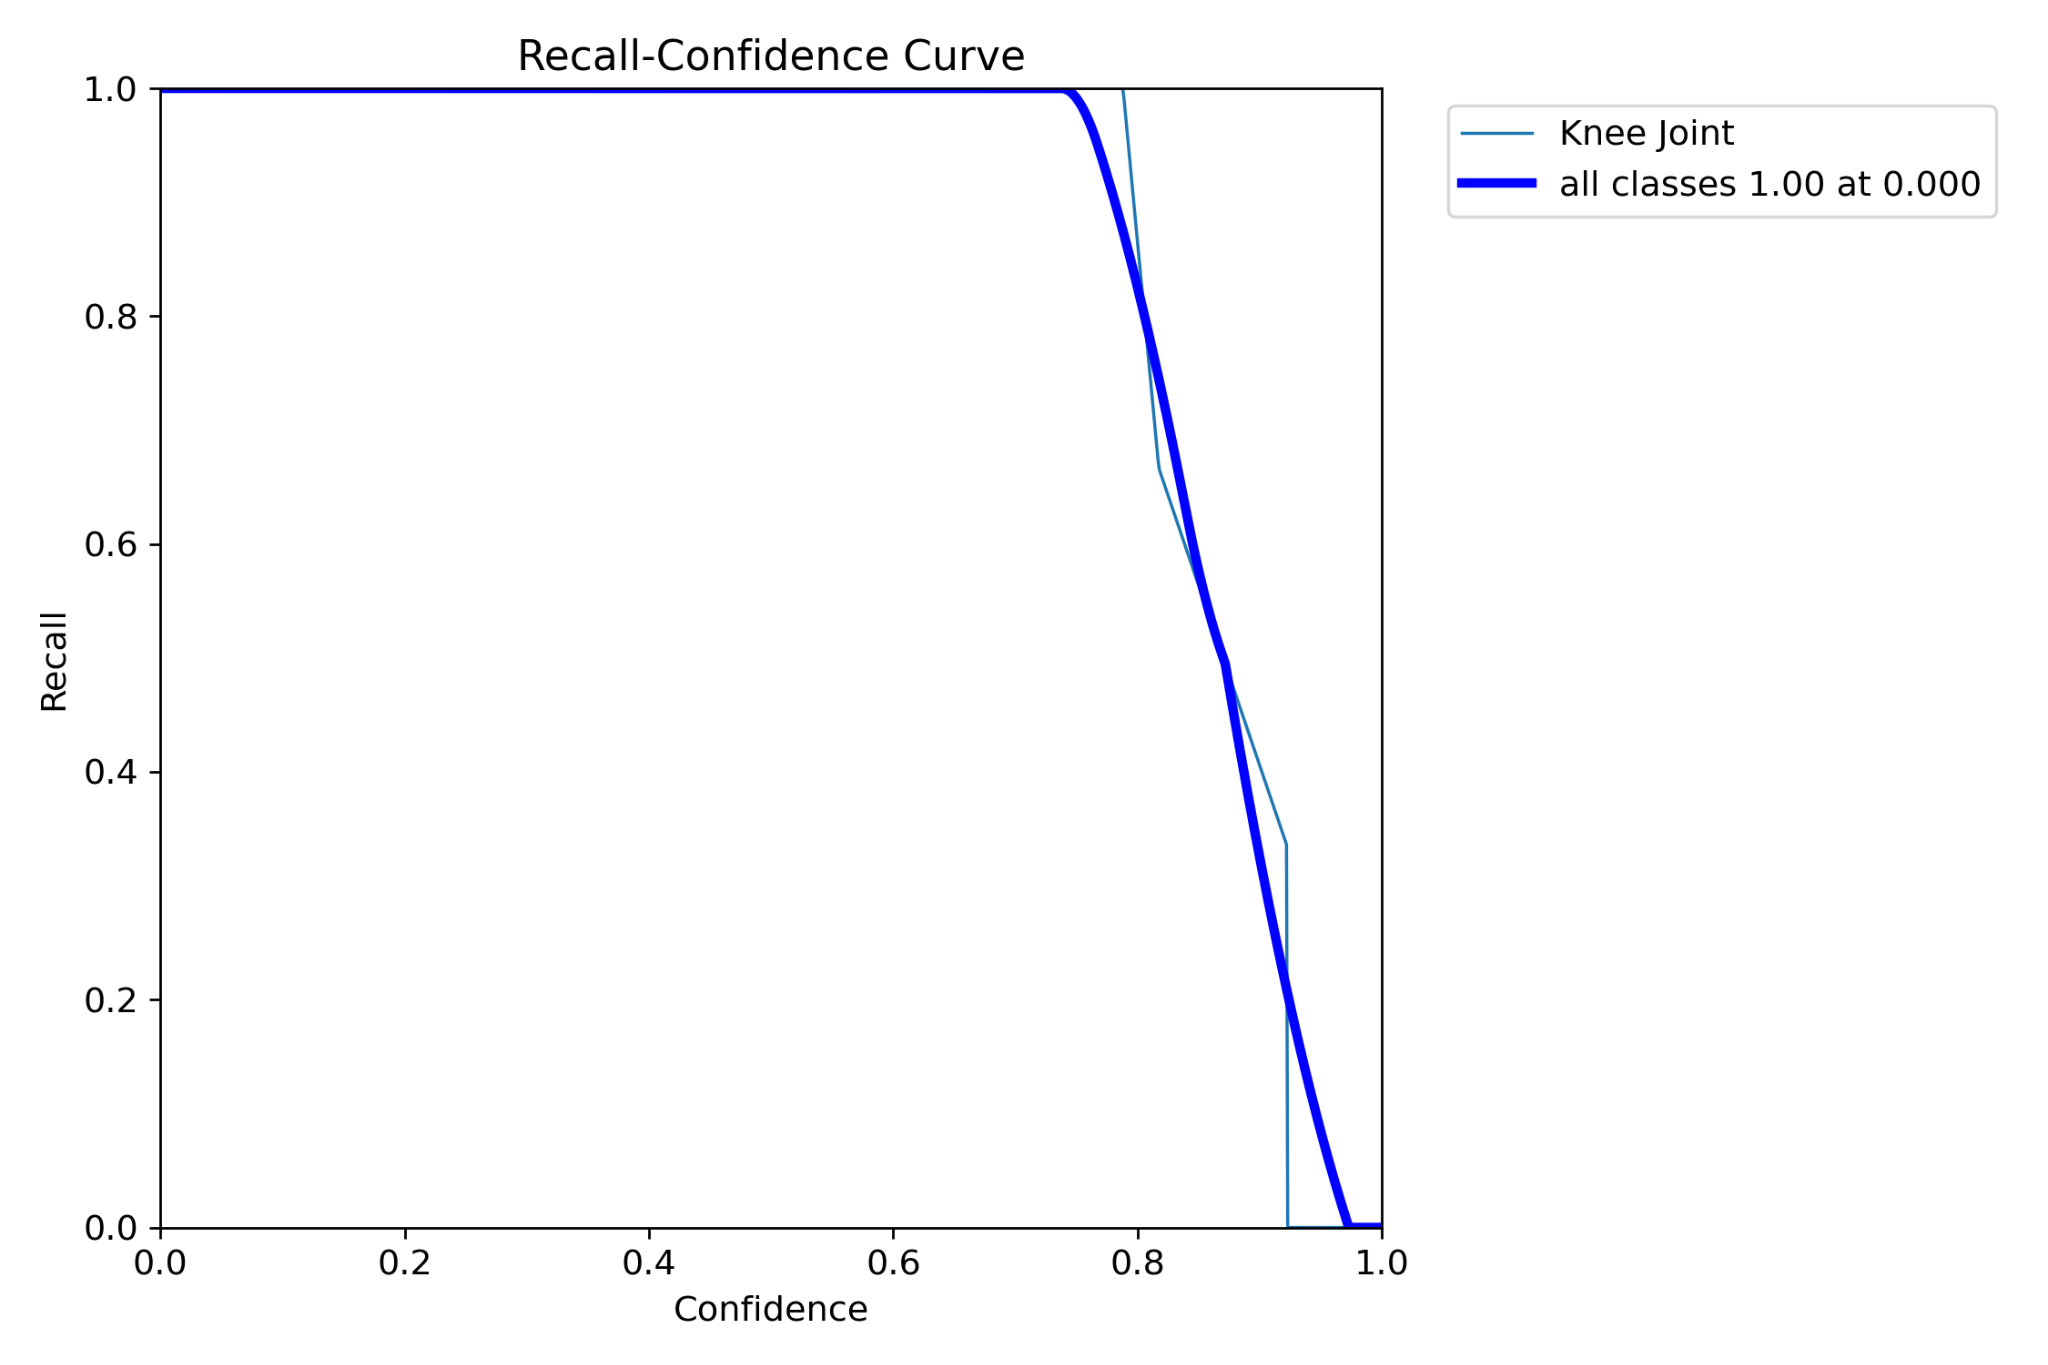 Recall-Confidence Curve
1.0
0.8
0.6
0.4
0.2
0.0
Recall
0.0 0.2 0.4 0.6 0.8 1.0
Confidence
Knee Joint
all classes 1.00 at 0.000